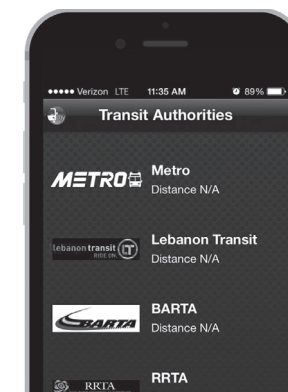 Verizon LTE 11:35 AM 89%
Transit Authorities
METRO
Metro
Distance N/A
lebanon transit LT
RIDE ON.
Lebanon Transit
Distance N/A
BARTA
BARTA
Distance N/A
RRTA
RRTA